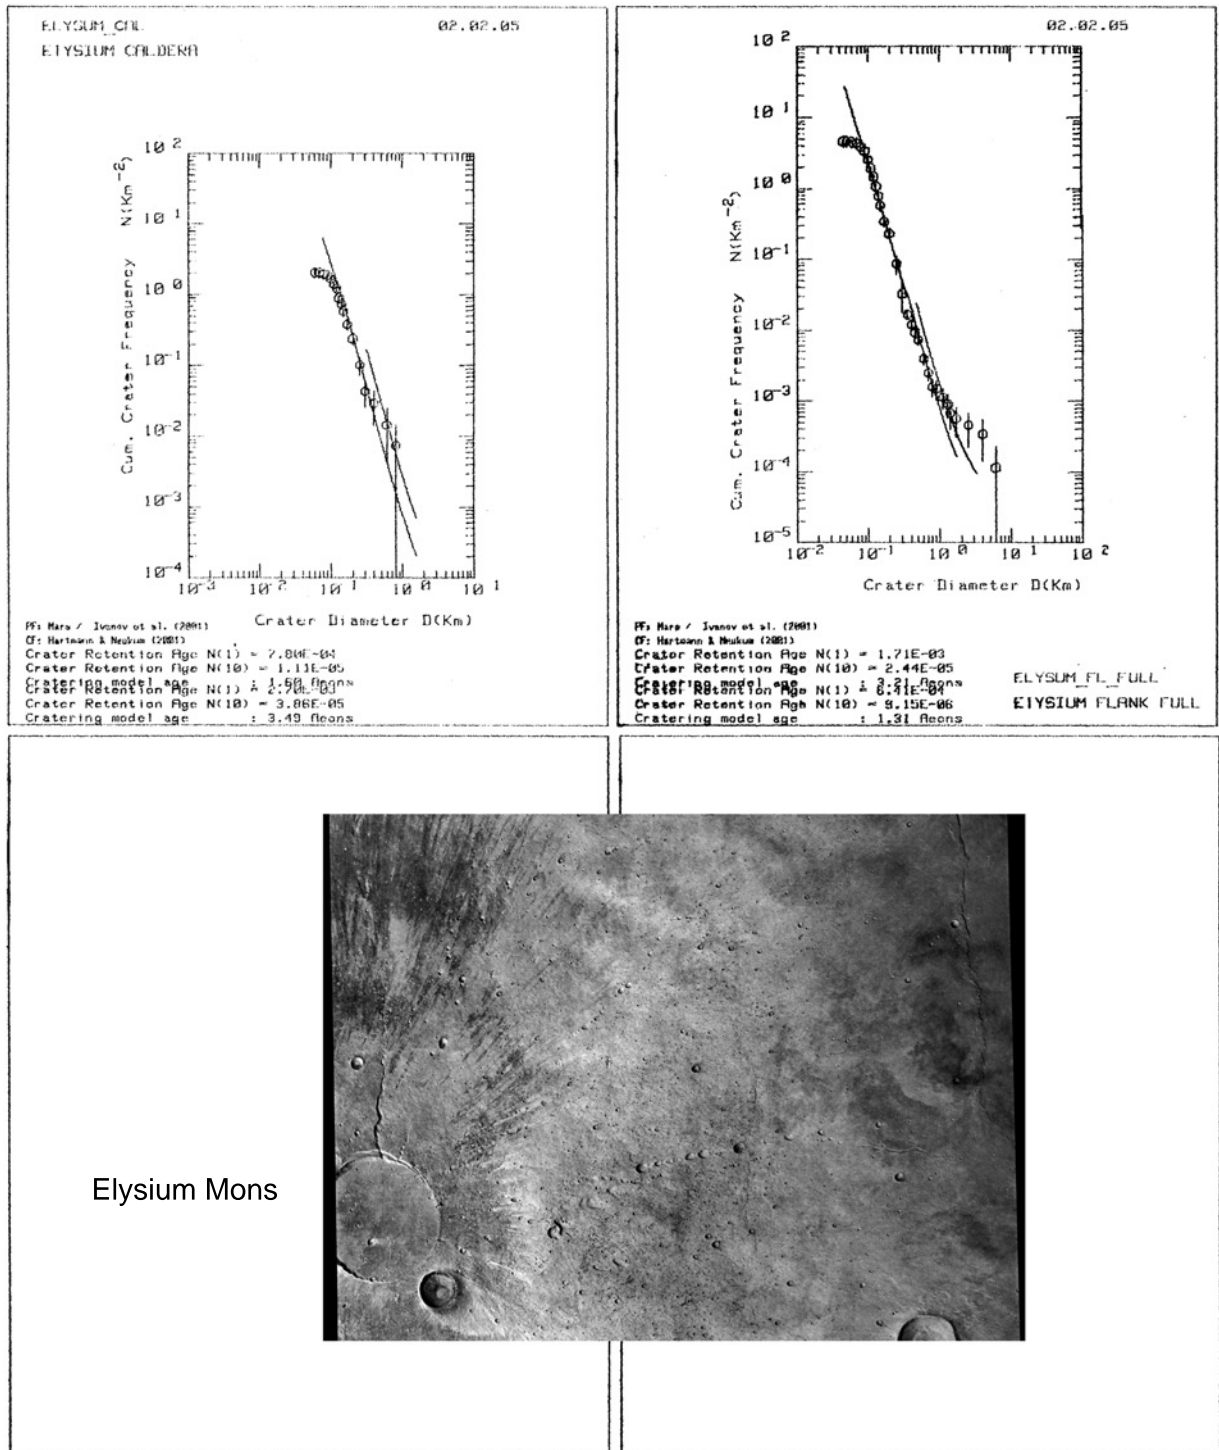 ELYSUM_CAL 02.02.05
ELYSIUM CALDERA
10 2
10 1
10 0
10 -1
10 -2
10 -3
10 -4
Cum. Crater Frequency N(Km-2)
10 -3 10 -2 10 -1 10 0 10 1
Crater Diameter D(Km)
PF: Mars / Ivanov et al. (2001)
CF: Hartmann & Neukum (2001)
Crater Retention Age N(1) = 7.80E-04
Crater Retention Age N(10) = 1.11E-05
Cratering model age : 1.60 Aeons
Crater Retention Age N(1) = 2.70E-03
Crater Retention Age N(10) = 3.86E-05
Cratering model age : 3.49 Aeons
02.02.05
10 2
10 1
10 0
10 -1
10 -2
10 -3
10 -4
10 -5
Cum. Crater Frequency N(Km-2)
10 -2 10 -1 10 0 10 1 10 2
Crater Diameter D(Km)
PF: Mars / Ivanov et al. (2001)
CF: Hartmann & Neukum (2001)
Crater Retention Age N(1) = 1.71E-03
Crater Retention Age N(10) = 2.44E-05
Cratering model age : 3.21 Aeons
Crater Retention Age N(1) = 6.41E-04
Crater Retention Age N(10) = 9.15E-06
Cratering model age : 1.31 Aeons
ELYSUM_FL_FULL
ELYSIUM FLANK FULL
Elysium Mons